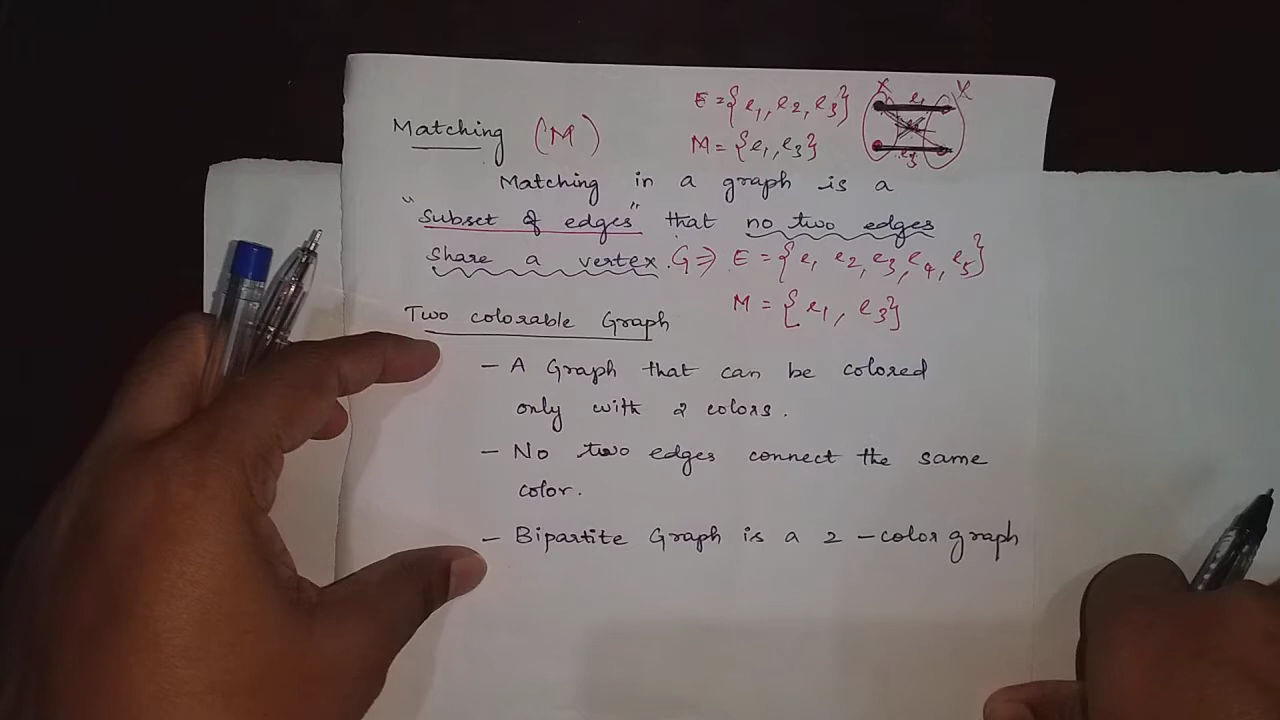 E = {e1, e2, e3}
X Y
e1
Matching (M)
M = {e1, e3}
e3
Matching in a graph is a
"Subset of edges" that no two edges
Share a vertex. G ⇒ E = {e1 e2, e3, e4, e5}
M = {e1, e3}
Two colorable Graph
– A Graph that can be colored
only with 2 colors.
– No two edges connect the same
color.
– Bipartite Graph is a 2 – color graph